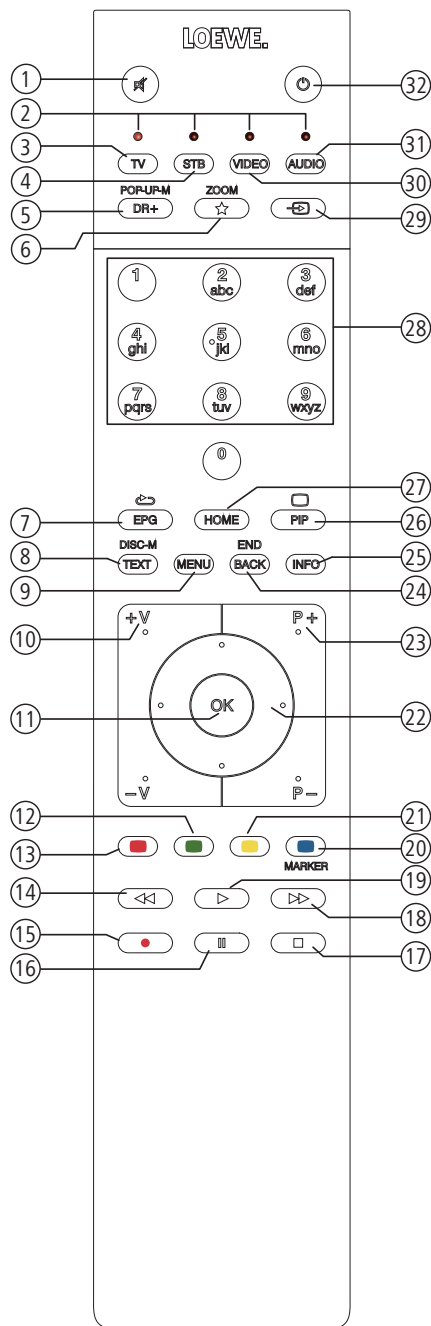 LOEWE.
1
32
2
3
TV
STB
VIDEO
AUDIO
31
4
30
POP-UP-M
ZOOM
5
DR+
29
6
1
2
abc
3
def
28
4
ghi
5
jkl
6
mno
7
pqrs
8
tuv
9
wxyz
0
27
7
EPG
HOME
PIP
26
DISC-M
END
8
TEXT
MENU
BACK
INFO
25
9
24
10
+V
P+
23
11
OK
22
−V
P−
12
21
13
20
MARKER
14
19
18
15
16
17